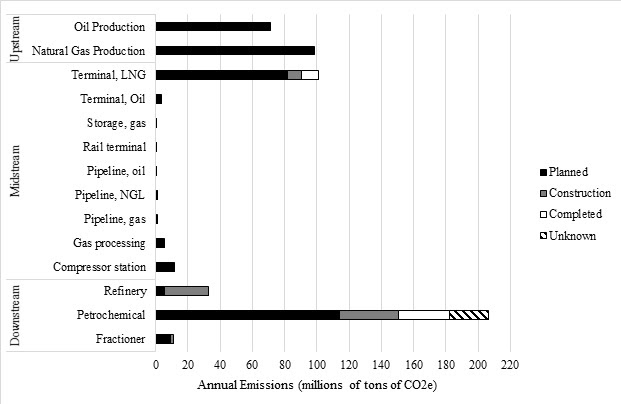 Upstream
Oil Production
Natural Gas Production
Midstream
Terminal, LNG
Terminal, Oil
Storage, gas
Rail terminal
Pipeline, oil
Pipeline, NGL
Pipeline, gas
Gas processing
Compressor station
Downstream
Refinery
Petrochemical
Fractioner
0 20 40 60 80 100 120 140 160 180 200 220
Annual Emissions (millions of tons of CO2e)
Planned
Construction
Completed
Unknown